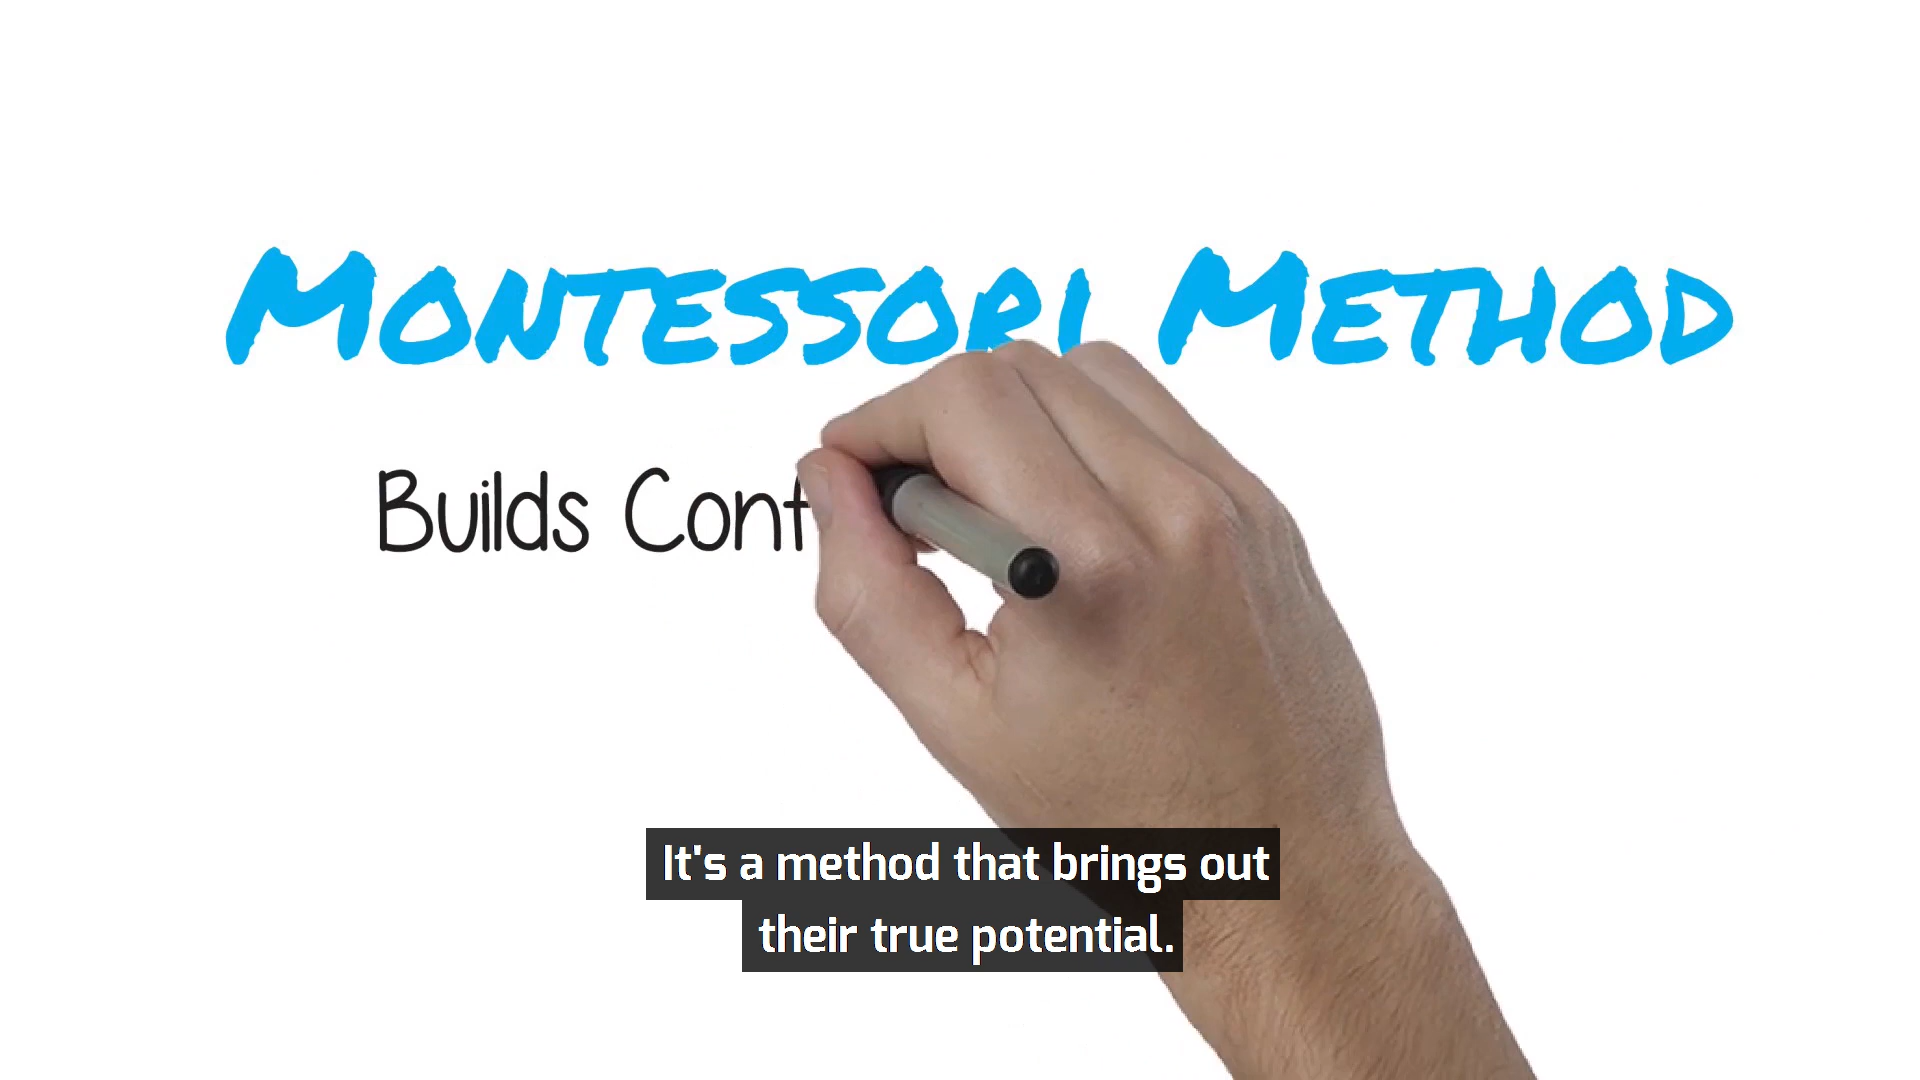 Montessori Method
Builds Conf
It's a method that brings out
their true potential.